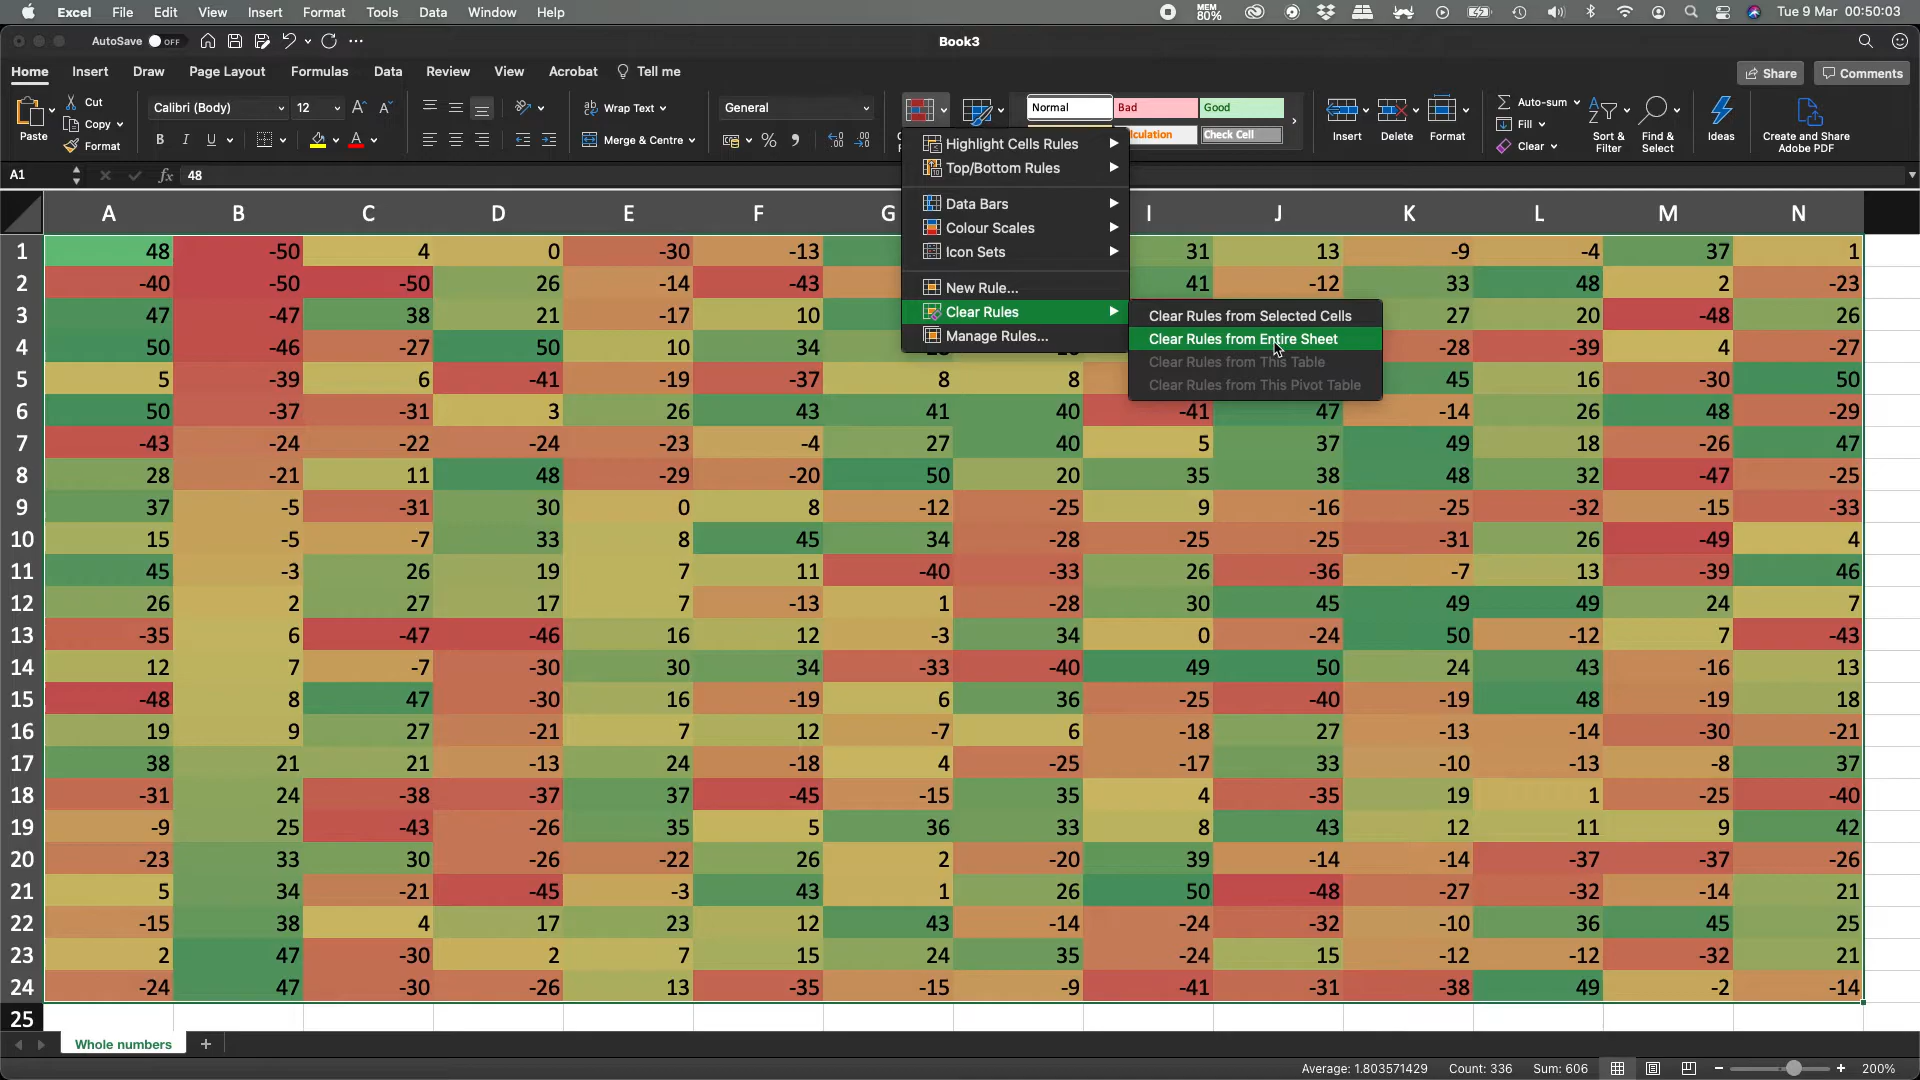 Excel File Edit View Insert Format Tools Data Window Help MEM 80% Tue 9 Mar 00:50:03
AutoSave OFF Book3
Home Insert Draw Page Layout Formulas Data Review View Acrobat Tell me Share Comments
Paste Cut Copy Format
Calibri (Body) 12
Wrap Text
Merge & Centre
General
Normal Bad Good
Check Cell
Insert Delete Format
Auto-sum Fill Clear
Sort & Filter Find & Select Ideas Create and Share Adobe PDF
A1 fx 48
Highlight Cells Rules
Top/Bottom Rules
Data Bars
Colour Scales
Icon Sets
New Rule...
Clear Rules
Manage Rules...
Clear Rules from Selected Cells
Clear Rules from Entire Sheet
Clear Rules from This Table
Clear Rules from This Pivot Table
A B C D E F G I J K L M N
1 48 -50 4 0 -30 -13 31 13 -9 -4 37 1
2 -40 -50 -50 26 -14 -43 41 -12 33 48 2 -23
3 47 -47 38 21 -17 10 27 20 -48 26
4 50 -46 -27 50 10 34 -28 -39 4 -27
5 5 -39 6 -41 -19 -37 8 8 45 16 -30 50
6 50 -37 -31 3 26 43 41 40 -41 47 -14 26 48 -29
7 -43 -24 -22 -24 -23 -4 27 40 5 37 49 18 -26 47
8 28 -21 11 48 -29 -20 50 20 35 38 48 32 -47 -25
9 37 -5 -31 30 0 8 -12 -25 9 -16 -25 -32 -15 -33
10 15 -5 -7 33 8 45 34 -28 -25 -25 -31 26 -49 4
11 45 -3 26 19 7 11 -40 -33 26 -36 -7 13 -39 46
12 26 2 27 17 7 -13 1 -28 30 45 49 49 24 7
13 -35 6 -47 -46 16 12 -3 34 0 -24 50 -12 7 -43
14 12 7 -7 -30 30 34 -33 -40 49 50 24 43 -16 13
15 -48 8 47 -30 16 -19 6 36 -25 -40 -19 48 -19 18
16 19 9 27 -21 7 12 -7 6 -18 27 -13 -14 -30 -21
17 38 21 21 -13 24 -18 4 -25 -17 33 -10 -13 -8 37
18 -31 24 -38 -37 37 -45 -15 35 4 -35 19 1 -25 -40
19 -9 25 -43 -26 35 5 36 33 8 43 12 11 9 42
20 -23 33 30 -26 -22 26 2 -20 39 -14 -14 -37 -37 -26
21 5 34 -21 -45 -3 43 1 26 50 -48 -27 -32 -14 21
22 -15 38 4 17 23 12 43 -14 -24 -32 -10 36 45 25
23 2 47 -30 2 7 15 24 35 -24 15 -12 -12 -32 21
24 -24 47 -30 -26 13 -35 -15 -9 -41 -31 -38 49 -2 -14
25
Whole numbers
Average: 1.803571429 Count: 336 Sum: 606 200%